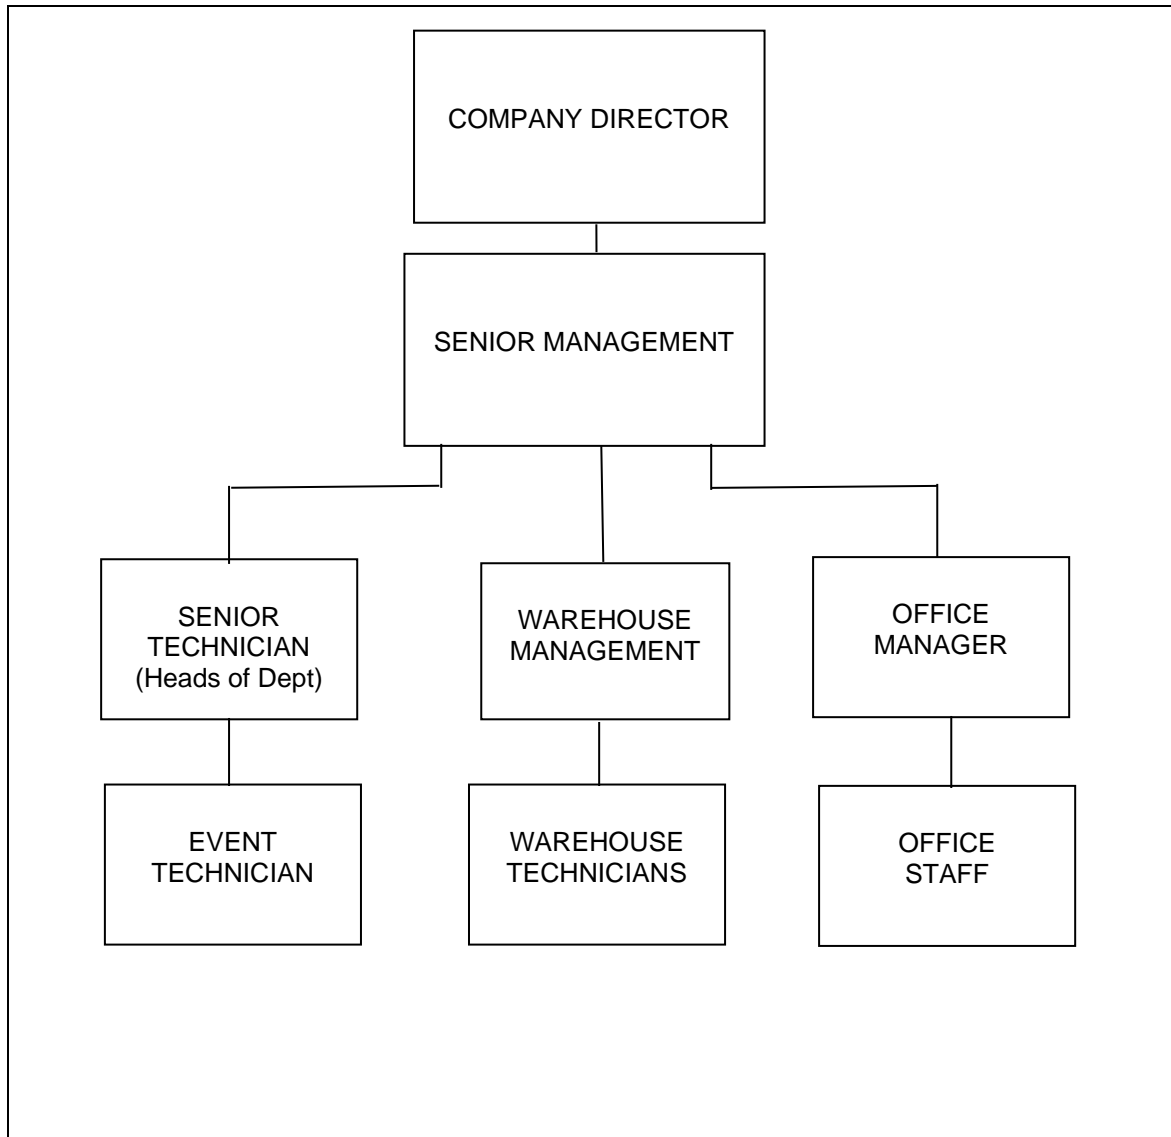 COMPANY DIRECTOR
SENIOR MANAGEMENT
SENIOR
TECHNICIAN
(Heads of Dept)
WAREHOUSE
MANAGEMENT
OFFICE
MANAGER
EVENT
TECHNICIAN
WAREHOUSE
TECHNICIANS
OFFICE
STAFF